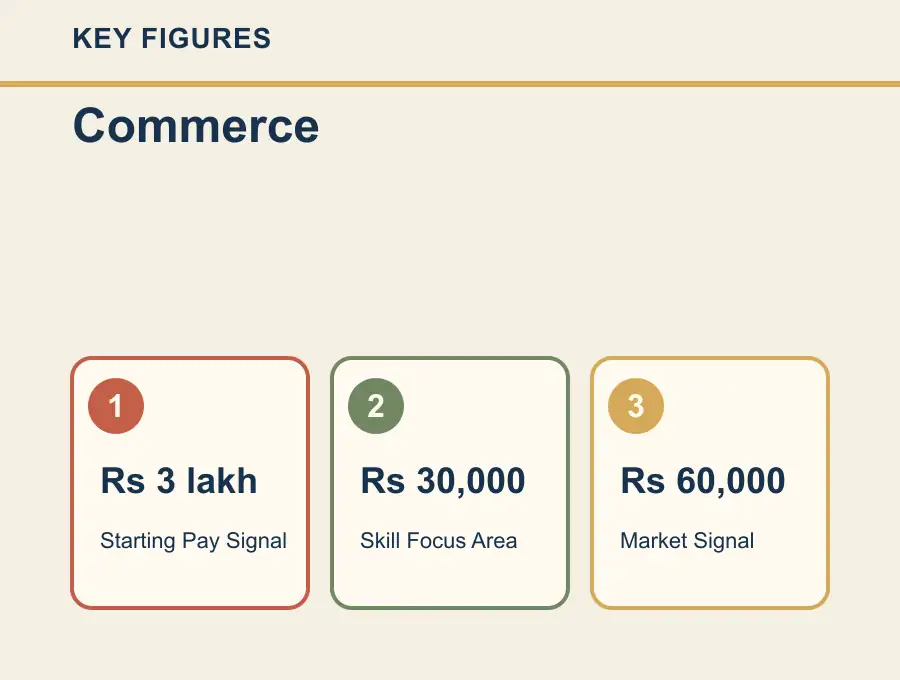 KEY FIGURES
Commerce
1
Rs 3 lakh
Starting Pay Signal
2
Rs 30,000
Skill Focus Area
3
Rs 60,000
Market Signal